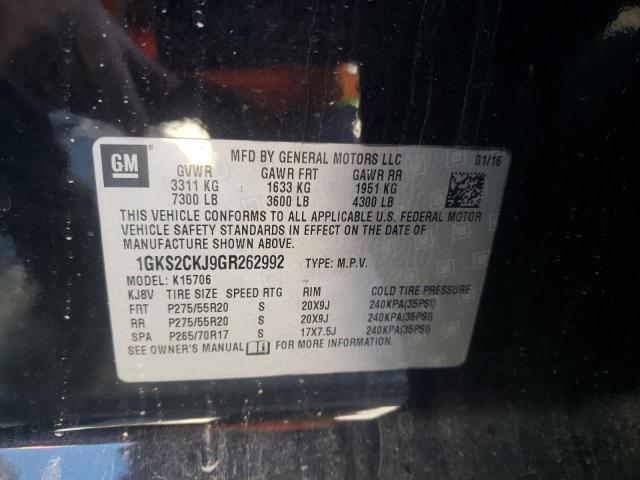 GM
MFD BY GENERAL MOTORS LLC 01/16
GVWR GAWR FRT GAWR RR
3311 KG 1633 KG 1951 KG
7300 LB 3600 LB 4300 LB
THIS VEHICLE CONFORMS TO ALL APPLICABLE U.S. FEDERAL MOTOR
VEHICLE SAFETY STANDARDS IN EFFECT ON THE DATE OF
MANUFACTURE SHOWN ABOVE.
1GKS2CKJ9GR262992 TYPE: M.P.V.
MODEL: K15706
KJ8V TIRE SIZE SPEED RTG RIM COLD TIRE PRESSURE
FRT P275/55R20 S 20X9J 240KPA(35PSI)
RR P275/55R20 S 20X9J 240KPA(35PSI)
SPA P265/70R17 S 17X7.5J 240KPA(35PSI)
SEE OWNER'S MANUAL FOR MORE INFORMATION.